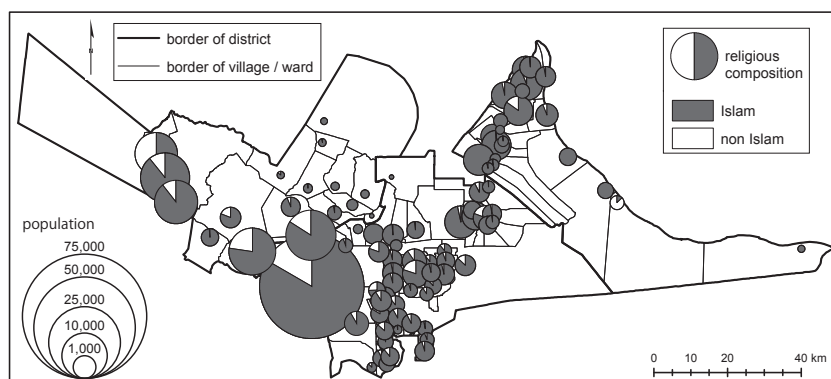 border of district
border of village / ward
religious
composition
Islam
non Islam
population
75,000
50,000
25,000
10,000
1,000
0 10 20 40 km